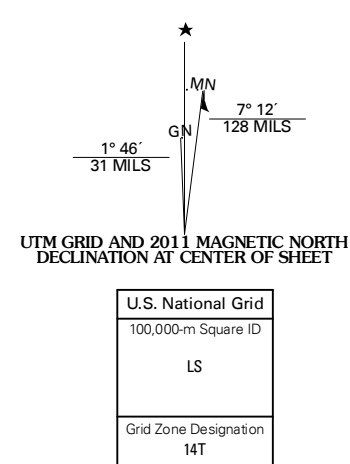 MN
GN
7° 12´
128 MILS
1° 46´
31 MILS
UTM GRID AND 2011 MAGNETIC NORTH
DECLINATION AT CENTER OF SHEET
U.S. National Grid
100,000-m Square ID
LS
Grid Zone Designation
14T